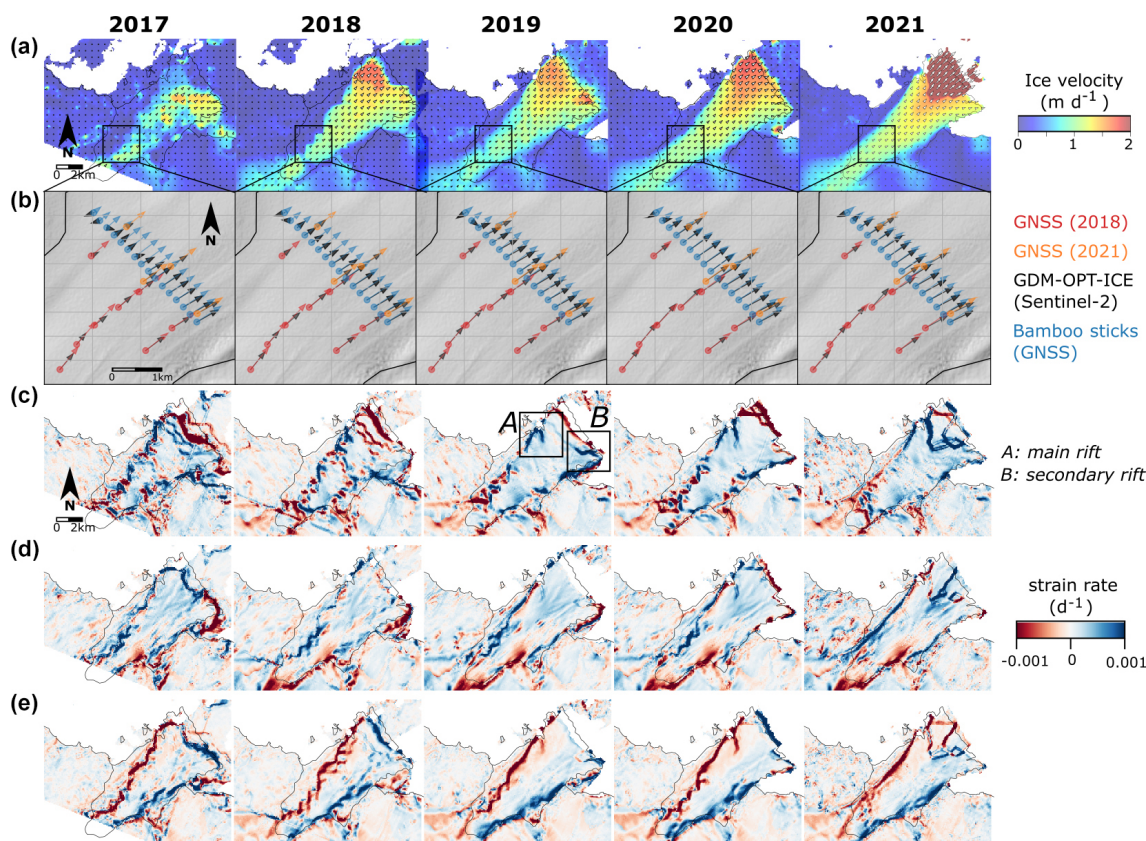 2017 2018 2019 2020 2021
(a)
Ice velocity
(m d⁻¹)
0 1 2
N
0 2km
(b)
N
0 1km
GNSS (2018)
GNSS (2021)
GDM-OPT-ICE
(Sentinel-2)
Bamboo sticks
(GNSS)
(c)
A
B
A: main rift
B: secondary rift
N
0 2km
(d)
strain rate
(d⁻¹)
-0.001 0 0.001
(e)